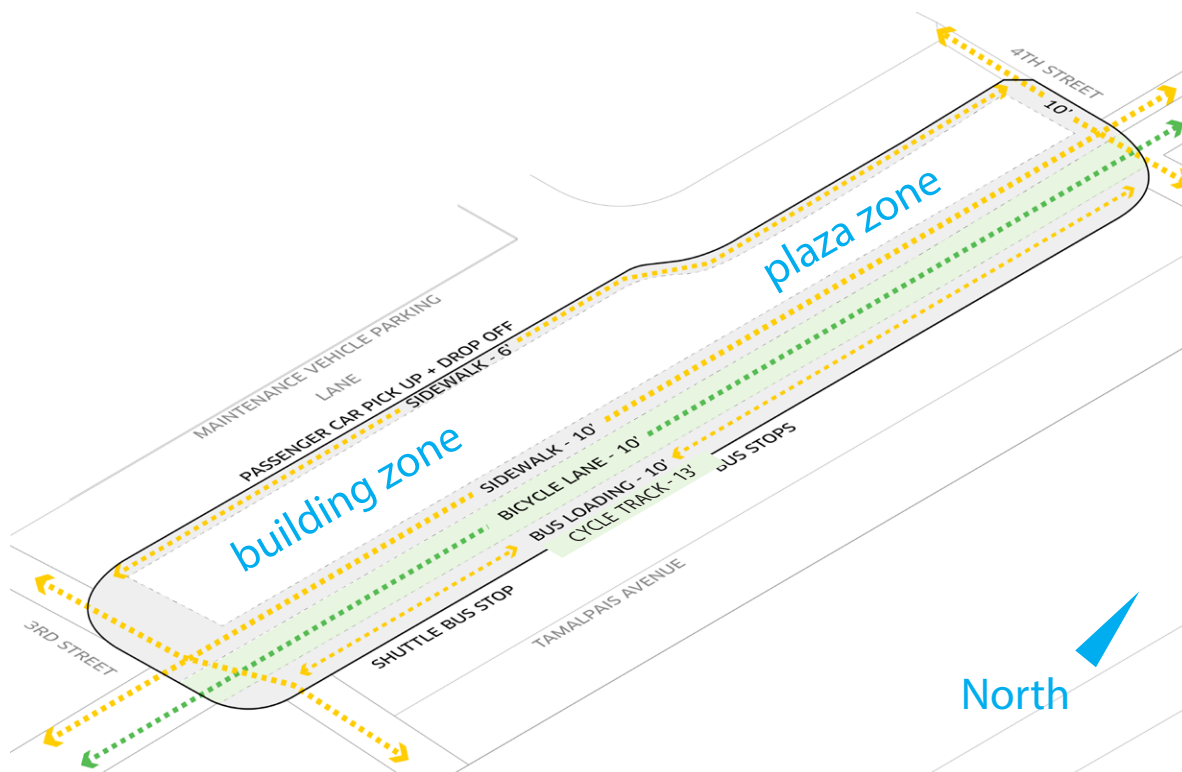 4TH STREET
10'
plaza zone
MAINTENANCE VEHICLE PARKING
LANE
PASSENGER CAR PICK UP + DROP OFF
SIDEWALK - 6'
building zone
SIDEWALK - 10'
BICYCLE LANE - 10'
BUS LOADING - 10'
CYCLE TRACK - 13'
BUS STOPS
SHUTTLE BUS STOP
TAMALPAIS AVENUE
3RD STREET
North